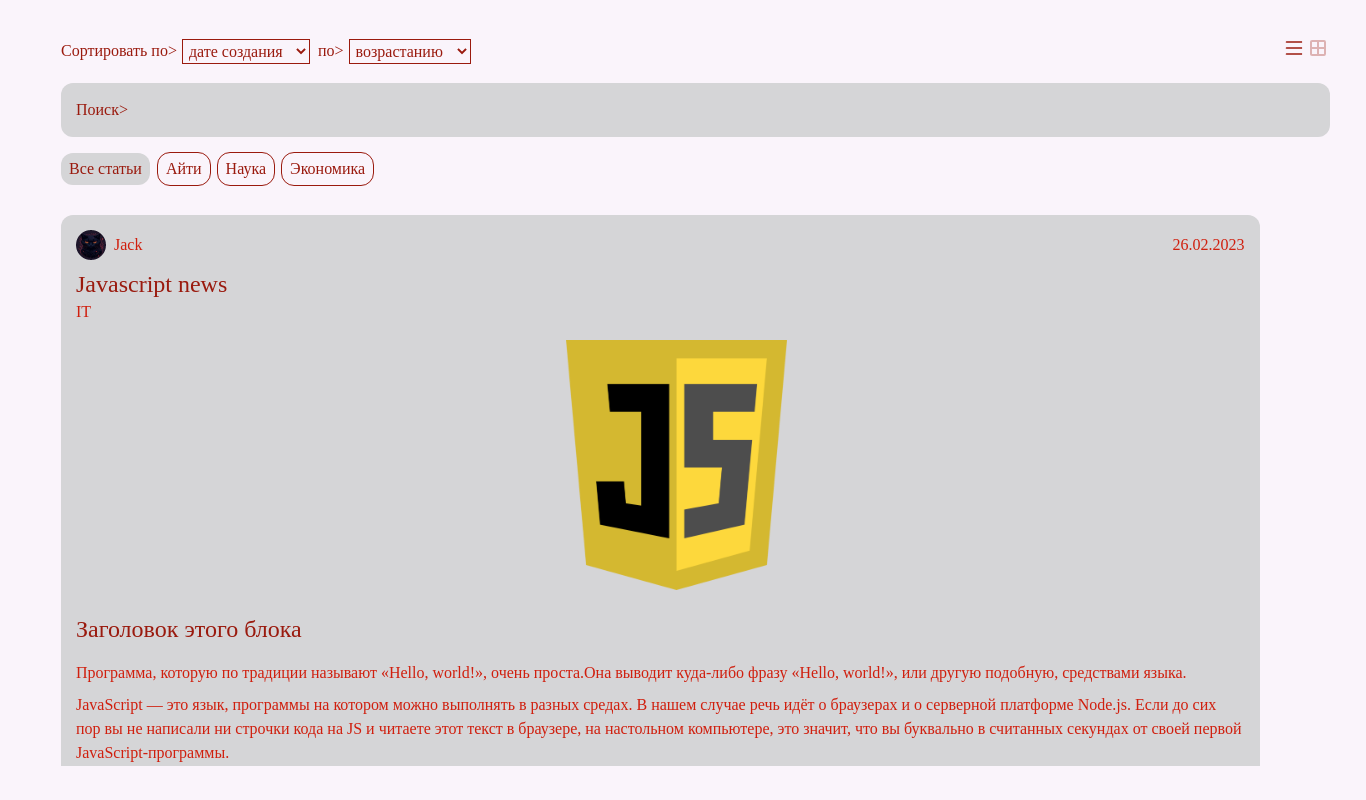 Сортировать по> дате создания по> возрастанию
Поиск>
Все статьи Айти Наука Экономика
Jack 26.02.2023
Javascript news
IT
JS
Заголовок этого блока
Программа, которую по традиции называют «Hello, world!», очень проста.Она выводит куда-либо фразу «Hello, world!», или другую подобную, средствами языка.
JavaScript — это язык, программы на котором можно выполнять в разных средах. В нашем случае речь идёт о браузерах и о серверной платформе Node.js. Если до сих
пор вы не написали ни строчки кода на JS и читаете этот текст в браузере, на настольном компьютере, это значит, что вы буквально в считанных секундах от своей первой
JavaScript-программы.